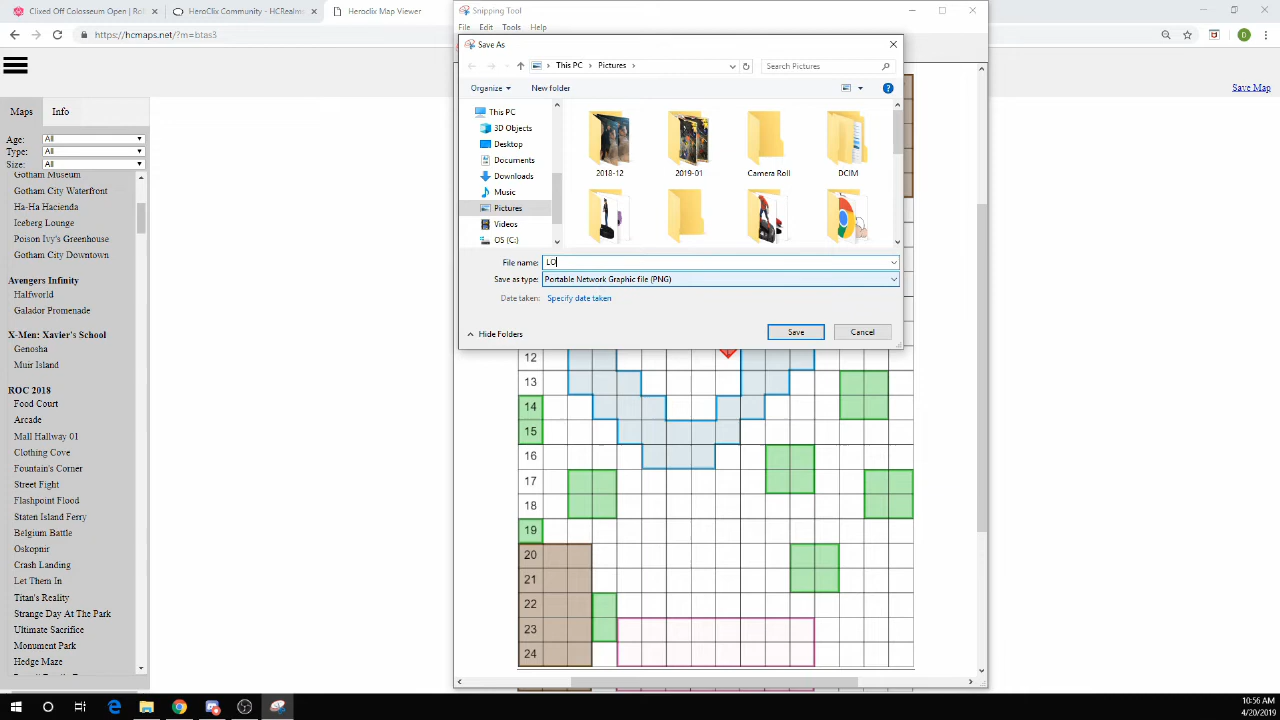 Clixed Off Colosseum Open | Rol
HeroClix Community - HCRealms
HeroClix Map Viewer
https://hcmaps.net/?m=btas3
D
Save Map
Maps
Info
Age: All
Type: All
Size: All
Gotham Museum
Gotham City Waterfront
Ha-Ha Hacienda
Iceberg Lounge
Poison Ivy's Greenhouse
Gotham City Downtown
Avengers Infinity
Halfworld
Galador Promenade
X-Men: Xavier's School
Genosha
Muir Island
ROC 2018
Food Court
Arcade
Mall Hallway 01
Clothing Cove
Fountain's Corner
Street Fight
Flashpoint Flood
Staten Island Ferry
Belgium Battle
Oskopnir
Crash Landing
Let Them In
Titan's Reality
Strange Day At The Park
Ultimate Sacrifice
Monument Park
Hedge Maze
Snipping Tool
File Edit Tools Help
Save As
This PC > Pictures >
Search Pictures
Organize
New folder
This PC
3D Objects
Desktop
Documents
Downloads
Music
Pictures
Videos
OS (C:)
2018-12
2019-01
Camera Roll
DCIM
File name: LO
Save as type: Portable Network Graphic file (PNG)
Date taken: Specify date taken
Hide Folders
Save
Cancel
12
13
14
15
16
17
18
19
20
21
22
23
24
10:56 AM
4/20/2019